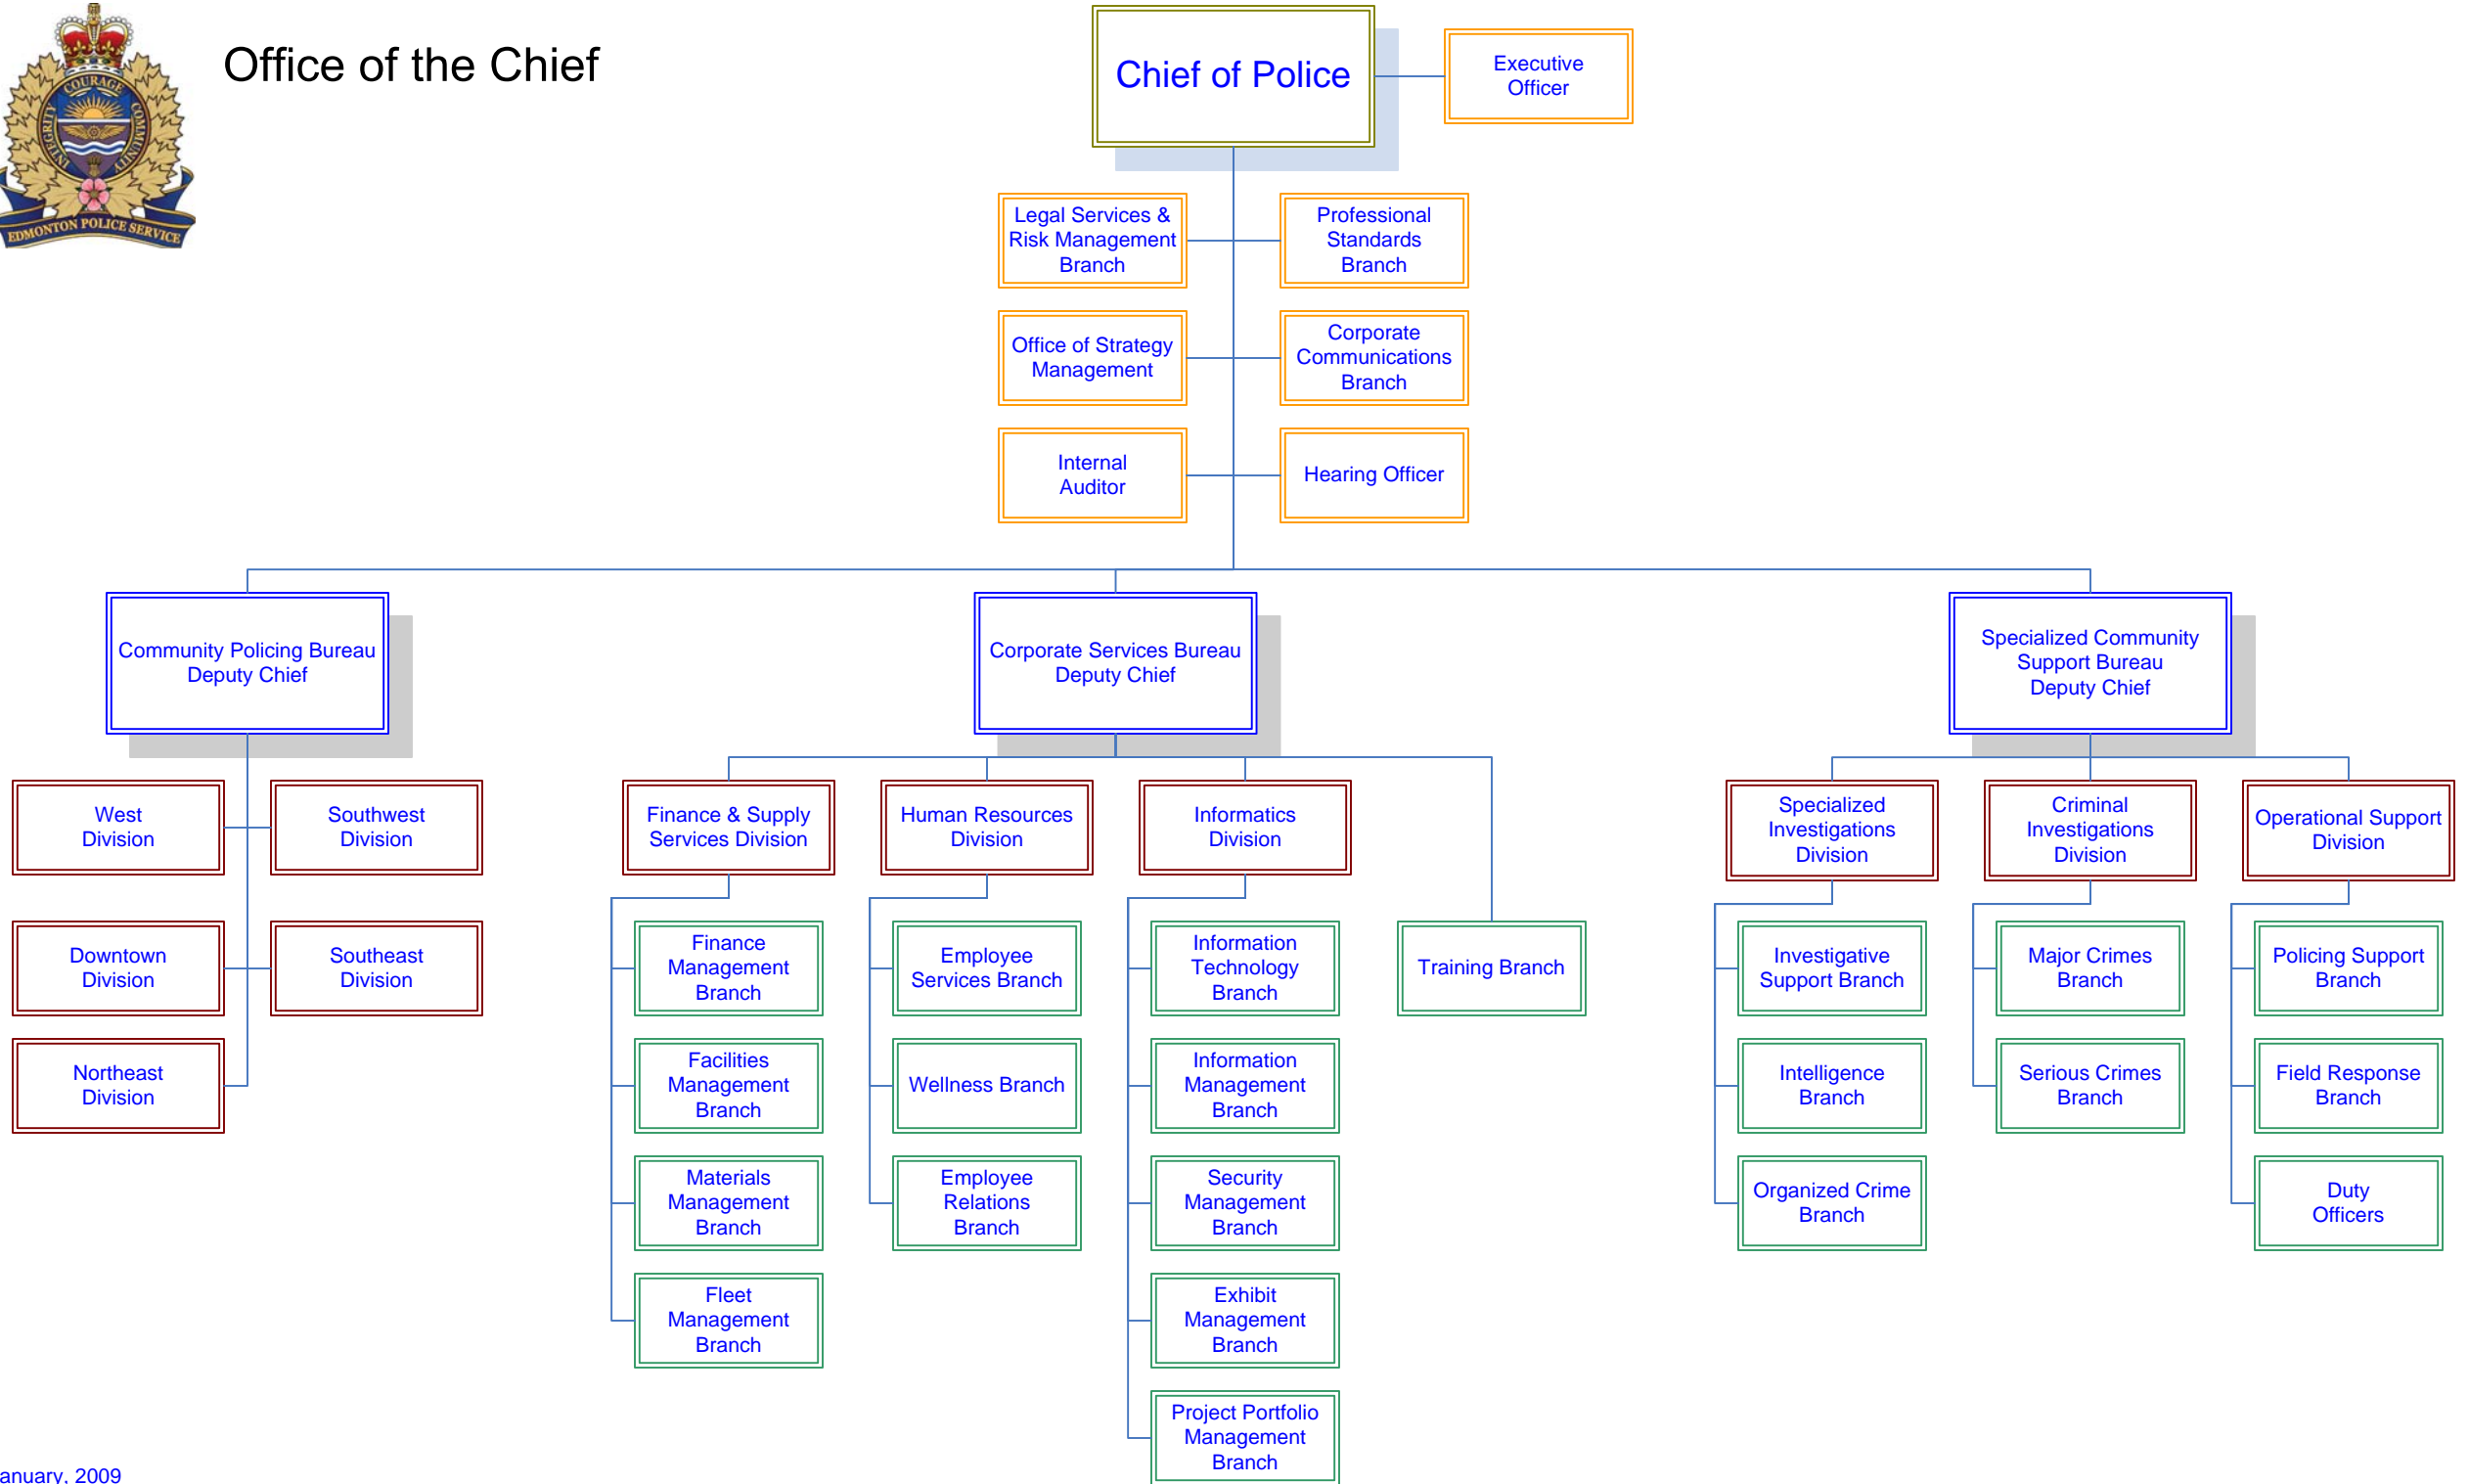 COURAGE
INTEGRITY
COMMUNITY
EDMONTON POLICE SERVICE
Office of the Chief
Chief of Police
Executive
Officer
Legal Services &
Risk Management
Branch
Professional
Standards
Branch
Office of Strategy
Management
Corporate
Communications
Branch
Internal
Auditor
Hearing Officer
Community Policing Bureau
Deputy Chief
Corporate Services Bureau
Deputy Chief
Specialized Community
Support Bureau
Deputy Chief
West
Division
Southwest
Division
Downtown
Division
Southeast
Division
Northeast
Division
Finance & Supply
Services Division
Human Resources
Division
Informatics
Division
Finance
Management
Branch
Facilities
Management
Branch
Materials
Management
Branch
Fleet
Management
Branch
Employee
Services Branch
Wellness Branch
Employee
Relations
Branch
Information
Technology
Branch
Information
Management
Branch
Security
Management
Branch
Exhibit
Management
Branch
Project Portfolio
Management
Branch
Training Branch
Specialized
Investigations
Division
Criminal
Investigations
Division
Operational Support
Division
Investigative
Support Branch
Intelligence
Branch
Organized Crime
Branch
Major Crimes
Branch
Serious Crimes
Branch
Policing Support
Branch
Field Response
Branch
Duty
Officers
anuary, 2009